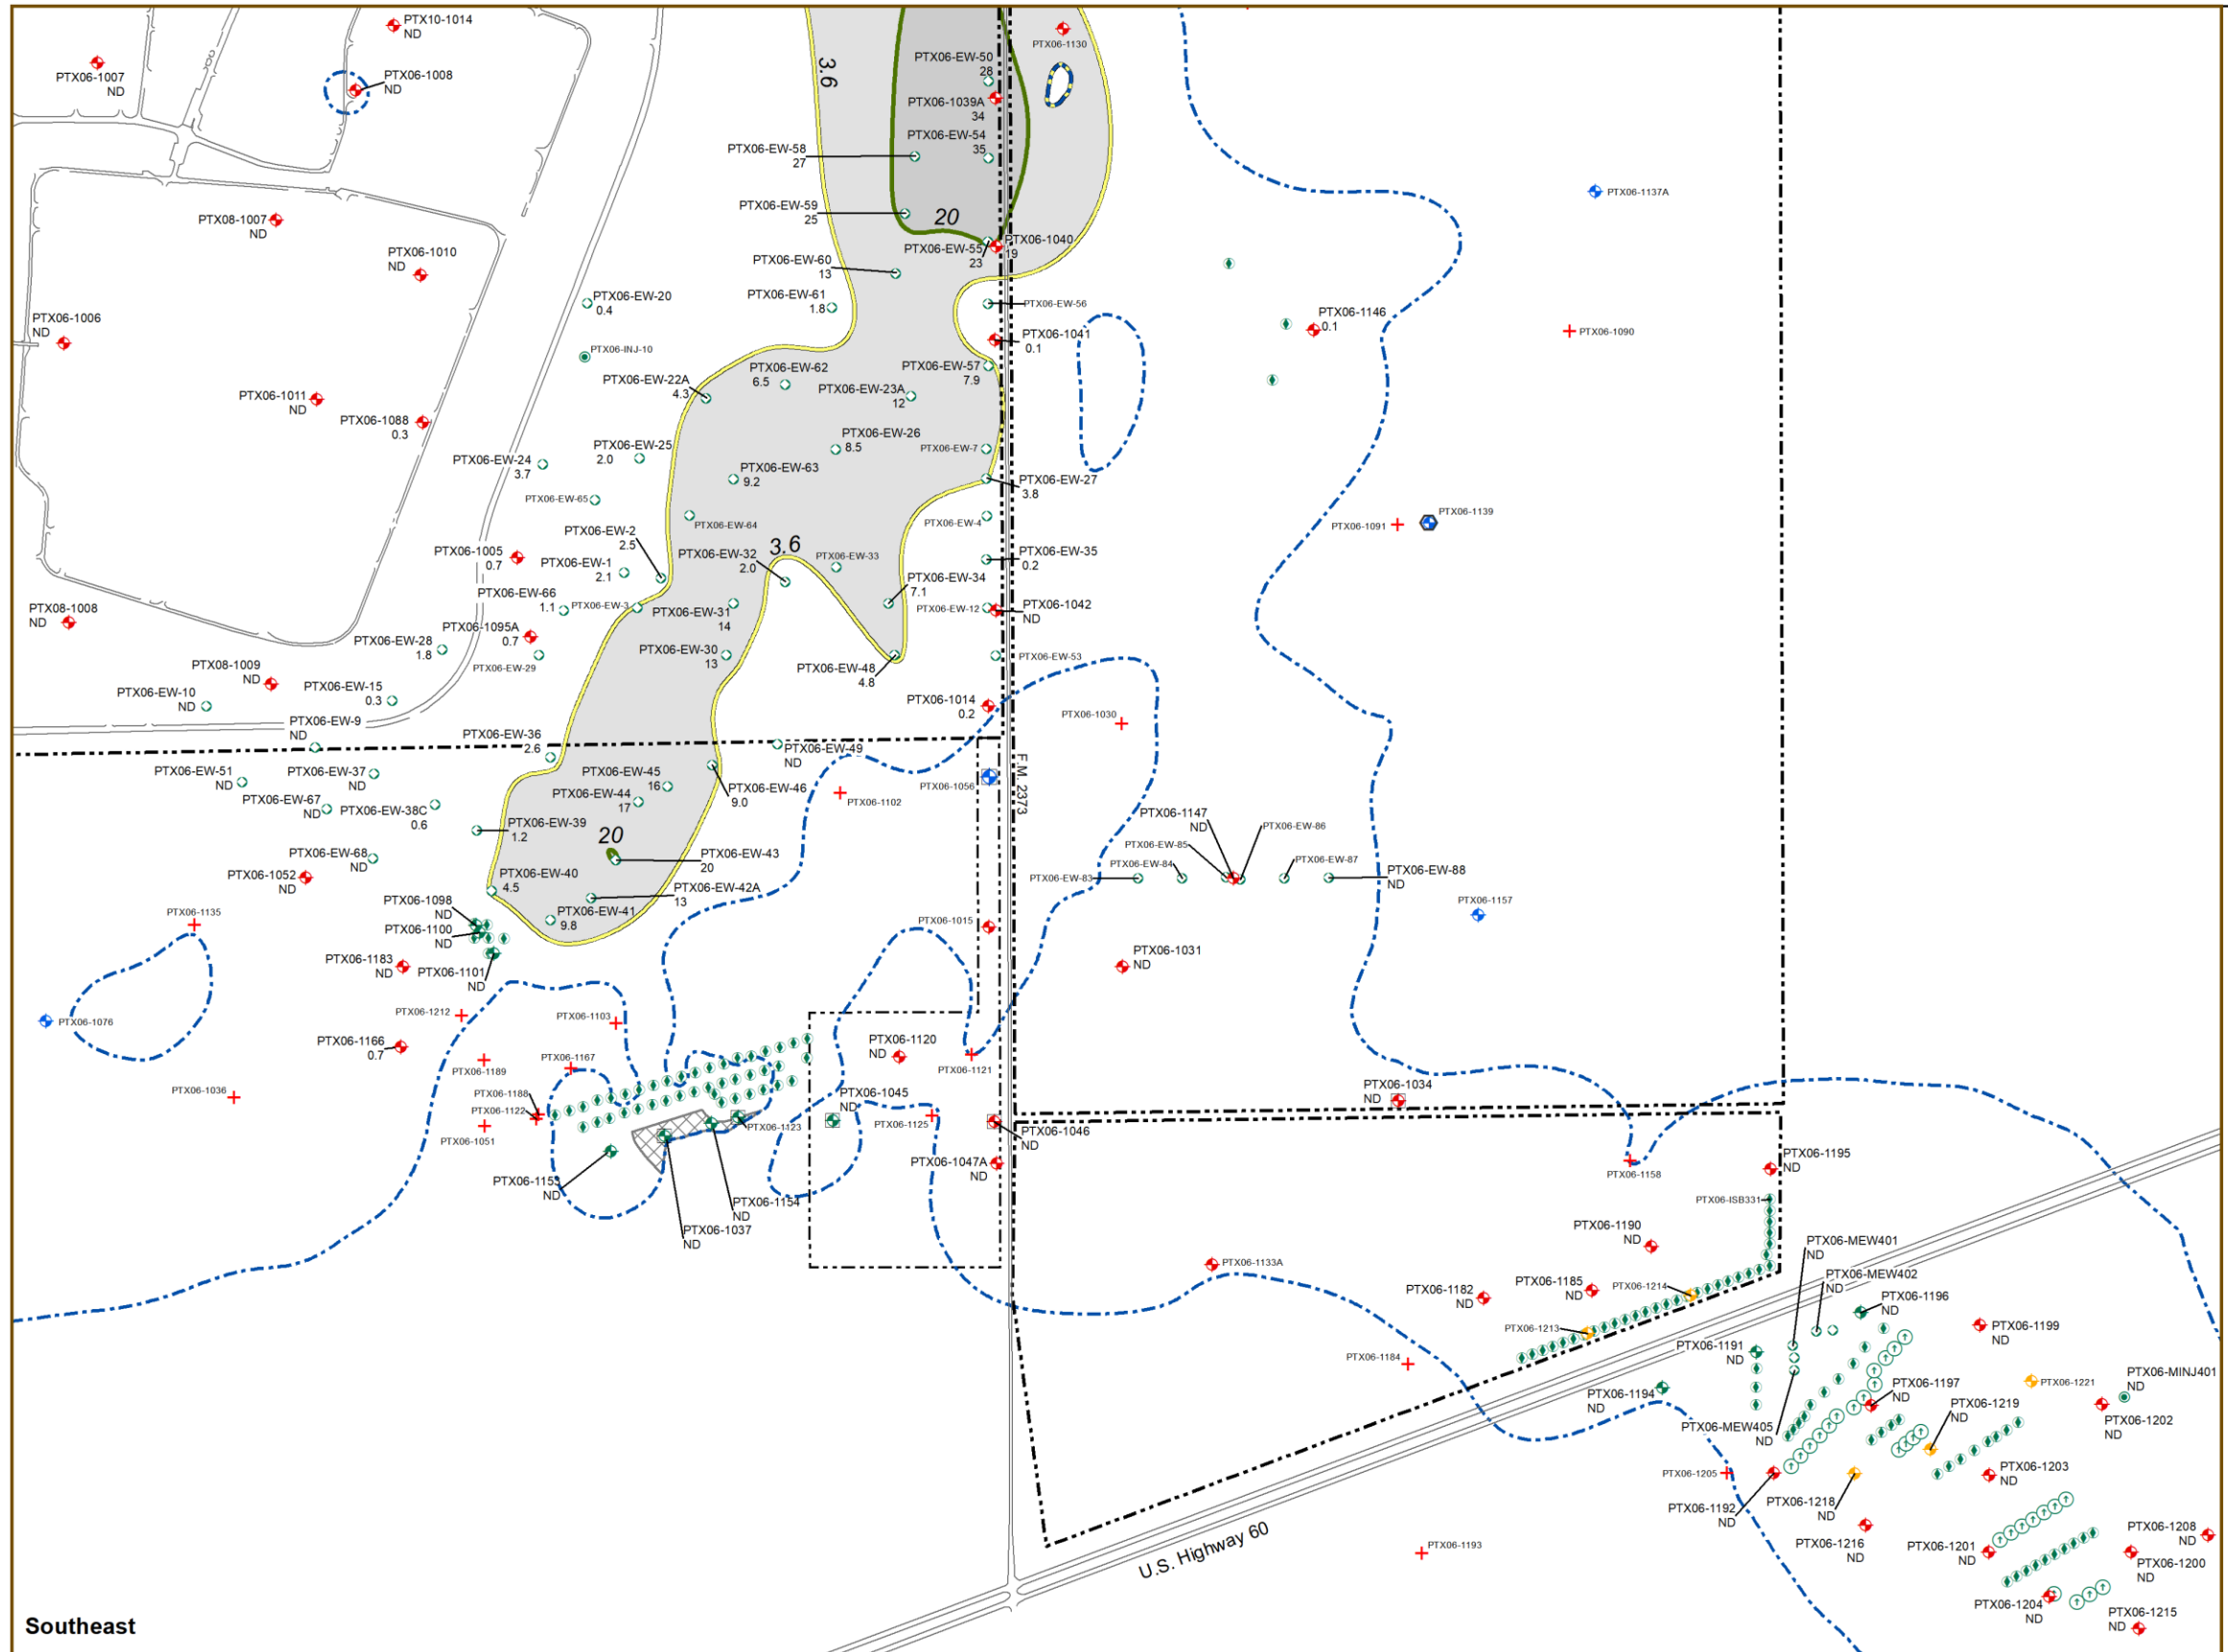 PTX10-1014
ND
PTX06-1007
ND
PTX06-1008
ND
PTX06-1130
3.6
PTX06-EW-50
28
PTX06-1039A
34
PTX06-EW-54
35
PTX06-EW-58
27
PTX06-1137A
PTX06-EW-59
25
20
PTX08-1007
ND
PTX06-EW-55
23
PTX06-1040
19
PTX06-1010
ND
PTX06-EW-60
13
PTX06-EW-20
0.4
PTX06-EW-61
1.8
PTX06-EW-56
PTX06-1006
ND
PTX06-1146
0.1
PTX06-1090
PTX06-1041
0.1
PTX06-INJ-10
PTX06-EW-22A
4.3
PTX06-EW-62
6.5
PTX06-EW-57
7.9
PTX06-EW-23A
12
PTX06-1011
ND
PTX06-1088
0.3
PTX06-EW-26
8.5
PTX06-EW-7
PTX06-EW-25
2.0
PTX06-EW-24
3.7
PTX06-EW-63
9.2
PTX06-EW-27
3.8
PTX06-EW-65
PTX06-EW-64
PTX06-EW-4
PTX06-1139
PTX06-1091
PTX06-EW-2
2.5
3.6
PTX06-EW-32
2.0
PTX06-EW-33
PTX06-EW-35
0.2
PTX06-1005
0.7
PTX06-EW-1
2.1
PTX06-EW-66
1.1
PTX06-EW-3
PTX06-EW-31
14
PTX06-EW-34
7.1
PTX06-EW-12
PTX06-1042
ND
PTX08-1008
ND
PTX06-1095A
0.7
PTX06-EW-28
1.8
PTX06-EW-29
PTX06-EW-30
13
PTX06-EW-48
4.8
PTX06-EW-53
PTX08-1009
ND
PTX06-EW-10
ND
PTX06-EW-15
0.3
PTX06-1014
0.2
PTX06-1030
PTX06-EW-9
ND
PTX06-EW-36
2.6
PTX06-EW-49
ND
F.M. 2373
PTX06-EW-51
ND
PTX06-EW-37
ND
PTX06-EW-45
16
PTX06-EW-46
9.0
PTX06-1056
PTX06-EW-67
ND
PTX06-EW-38C
0.6
PTX06-EW-44
17
PTX06-1102
PTX06-EW-39
1.2
20
PTX06-EW-43
20
PTX06-1147
ND
PTX06-EW-86
PTX06-EW-85
PTX06-EW-84
PTX06-EW-87
PTX06-EW-83
PTX06-EW-88
ND
PTX06-EW-68
ND
PTX06-1052
ND
PTX06-EW-40
4.5
PTX06-EW-42A
13
PTX06-EW-41
9.8
PTX06-1098
ND
PTX06-1100
ND
PTX06-1135
PTX06-1157
PTX06-1015
PTX06-1183
ND
PTX06-1101
ND
PTX06-1031
ND
PTX06-1076
PTX06-1212
PTX06-1103
PTX06-1166
0.7
PTX06-1189
PTX06-1167
PTX06-1120
ND
PTX06-1121
PTX06-1036
PTX06-1188
PTX06-1122
PTX06-1051
PTX06-1045
ND
PTX06-1034
ND
PTX06-1123
PTX06-1125
PTX06-1046
ND
PTX06-1047A
ND
PTX06-1158
PTX06-1195
ND
PTX06-1153
ND
PTX06-1154
ND
PTX06-1037
ND
PTX06-ISB331
PTX06-1190
ND
PTX06-MEW401
ND
PTX06-1133A
PTX06-MEW402
ND
PTX06-1182
ND
PTX06-1185
ND
PTX06-1214
PTX06-1196
ND
PTX06-1213
PTX06-1199
ND
PTX06-1191
ND
PTX06-1184
PTX06-1194
ND
PTX06-MINJ401
ND
PTX06-1221
PTX06-1197
ND
PTX06-1219
ND
PTX06-1202
ND
PTX06-MEW405
ND
PTX06-1205
PTX06-1203
ND
PTX06-1192
ND
PTX06-1218
ND
PTX06-1216
ND
PTX06-1208
ND
PTX06-1201
ND
PTX06-1200
ND
PTX06-1193
U.S. Highway 60
PTX06-1204
ND
PTX06-1215
ND
Southeast